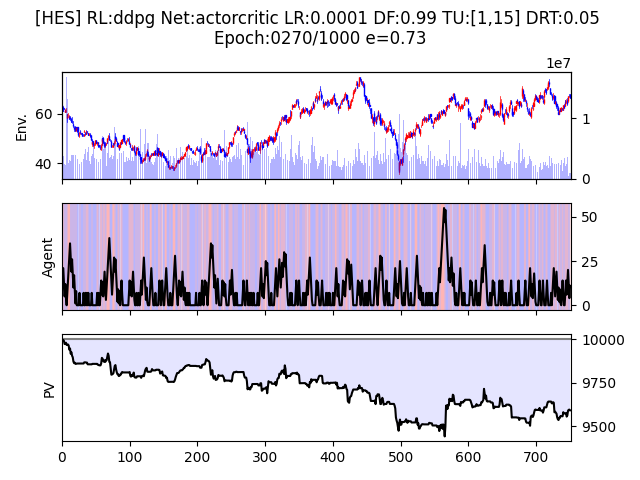 [HES] RL:ddpg Net:actorcritic LR:0.0001 DF:0.99 TU:[1,15] DRT:0.05
Epoch:0270/1000 e=0.73
1e7
Env.
60
40
1
0
Agent
50
25
0
PV
10000
9750
9500
0 100 200 300 400 500 600 700